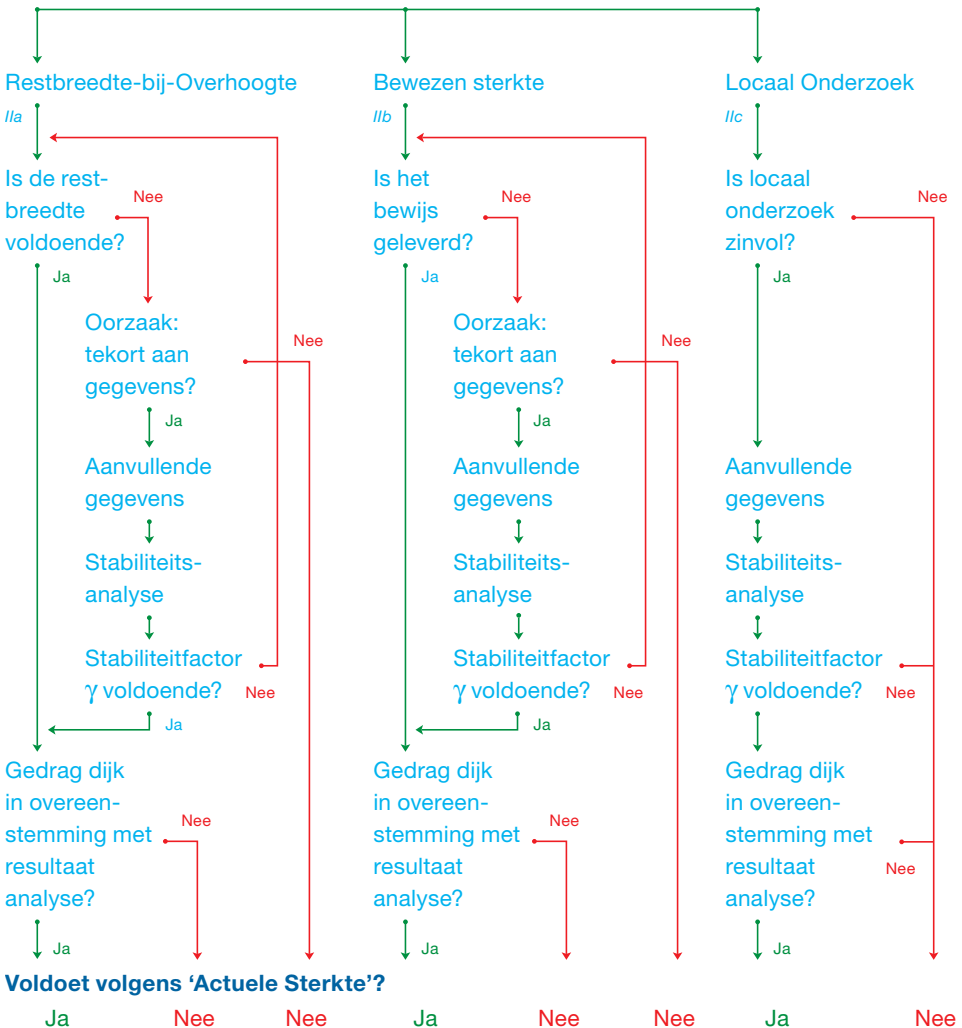 Restbreedte-bij-Overhoogte
IIa
Is de rest-
breedte
voldoende?
Nee
Ja
Oorzaak:
tekort aan
gegevens?
Nee
Ja
Aanvullende
gegevens
Stabiliteits-
analyse
Stabiliteitfactor
γ voldoende?
Nee
Ja
Gedrag dijk
in overeen-
stemming met
resultaat
analyse?
Nee
Ja
Bewezen sterkte
IIb
Is het
bewijs
geleverd?
Nee
Ja
Oorzaak:
tekort aan
gegevens?
Nee
Ja
Aanvullende
gegevens
Stabiliteits-
analyse
Stabiliteitfactor
γ voldoende?
Nee
Ja
Gedrag dijk
in overeen-
stemming met
resultaat
analyse?
Nee
Ja
Locaal Onderzoek
IIc
Is locaal
onderzoek
zinvol?
Nee
Ja
Aanvullende
gegevens
Stabiliteits-
analyse
Stabiliteitfactor
γ voldoende?
Nee
Gedrag dijk
in overeen-
stemming met
resultaat
analyse?
Nee
Ja
Voldoet volgens ‘Actuele Sterkte’?
Ja Nee Nee Ja Nee Nee Ja Nee